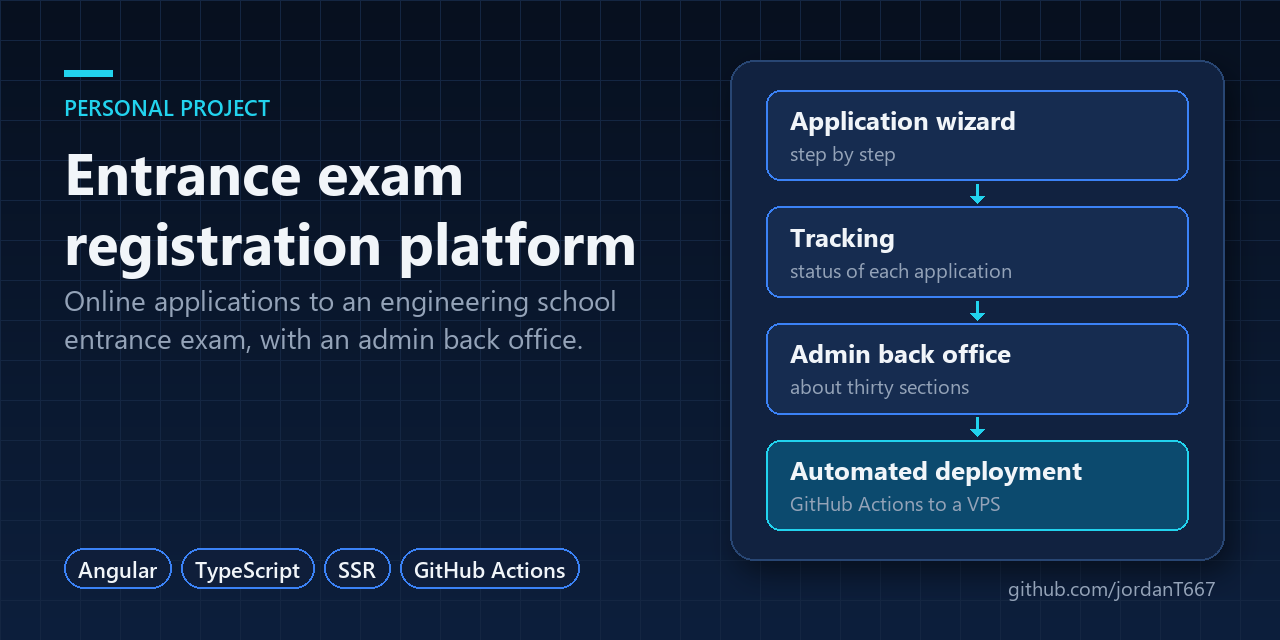 PERSONAL PROJECT
Entrance exam
registration platform
Online applications to an engineering school
entrance exam, with an admin back office.
Angular
TypeScript
SSR
GitHub Actions
Application wizard
step by step
Tracking
status of each application
Admin back office
about thirty sections
Automated deployment
GitHub Actions to a VPS
github.com/jordanT667